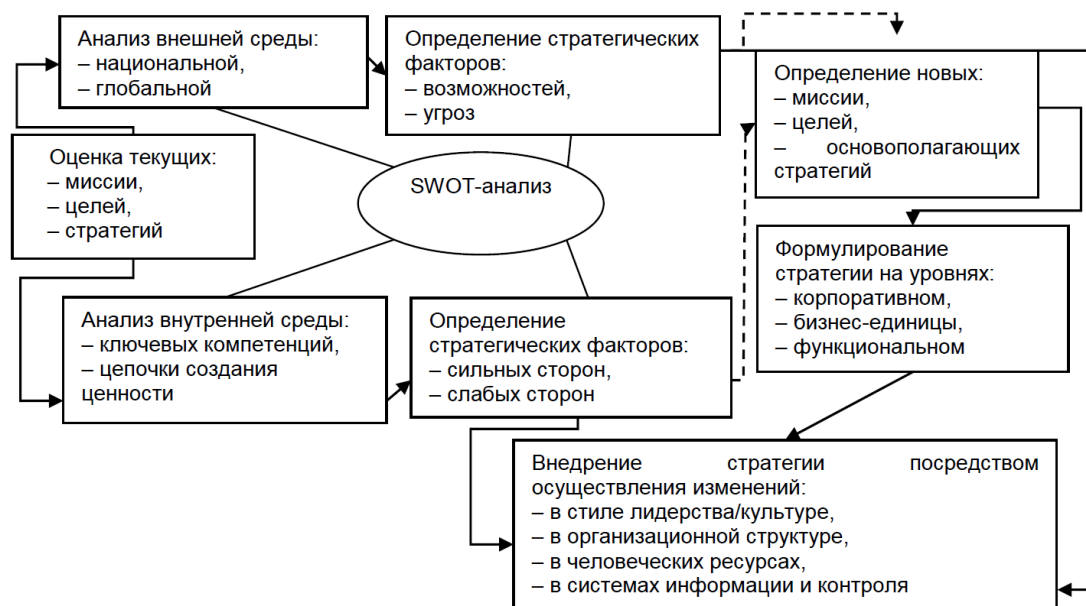 Анализ внешней среды:
– национальной,
– глобальной
Определение стратегических
факторов:
– возможностей,
– угроз
Определение новых:
– миссии,
– целей,
– основополагающих
стратегий
Оценка текущих:
– миссии,
– целей,
– стратегий
SWOT-анализ
Формулирование
стратегии на уровнях:
– корпоративном,
– бизнес-единицы,
– функциональном
Анализ внутренней среды:
– ключевых компетенций,
– цепочки создания
ценности
Определение
стратегических факторов:
– сильных сторон,
– слабых сторон
Внедрение стратегии посредством
осуществления изменений:
– в стиле лидерства/культуре,
– в организационной структуре,
– в человеческих ресурсах,
– в системах информации и контроля